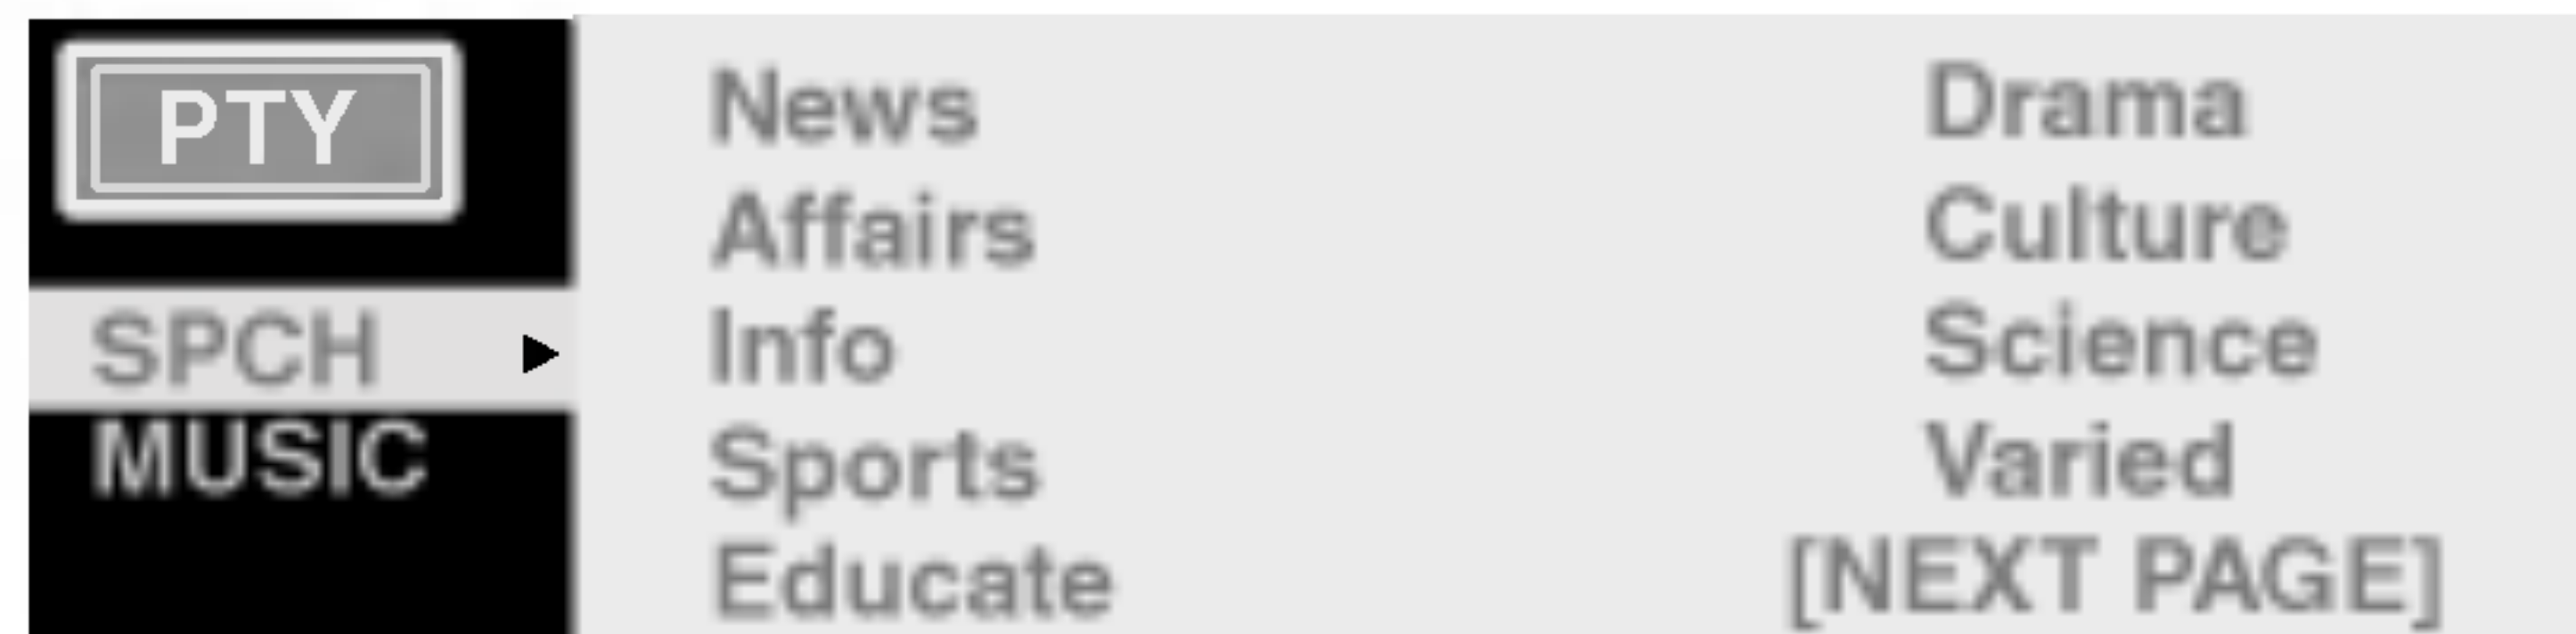 PTY
SPCH
MUSIC
News
Affairs
Info
Sports
Educate
Drama
Culture
Science
Varied
[NEXT PAGE]